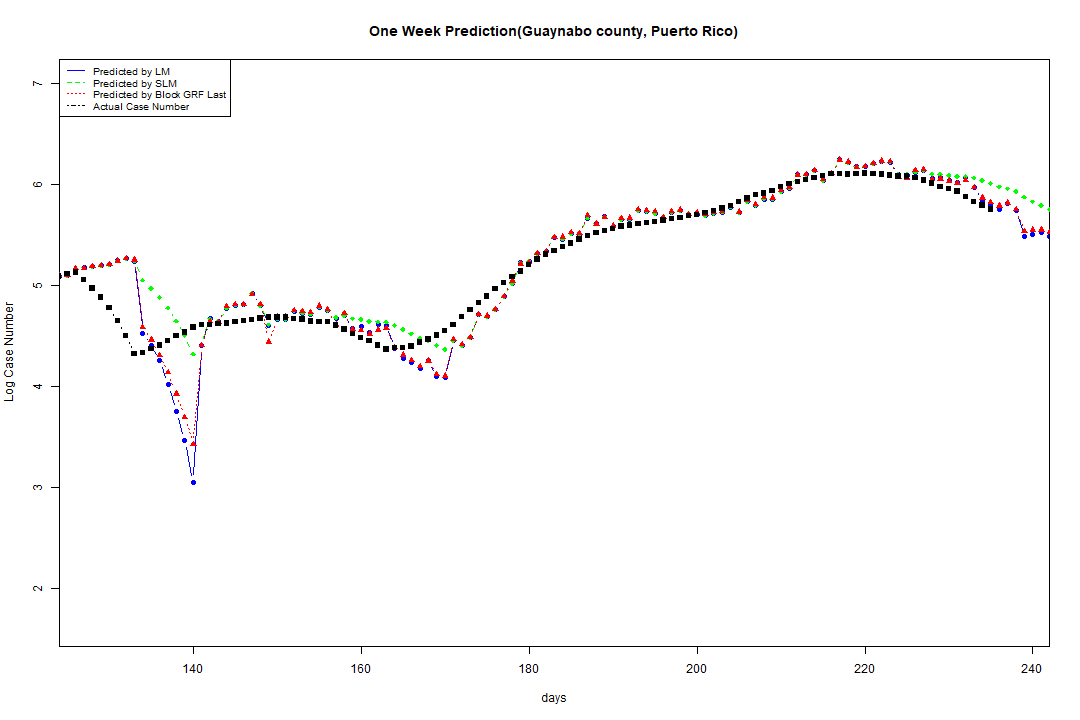 One Week Prediction(Guaynabo county, Puerto Rico)
Predicted by LM
Predicted by SLM
Predicted by Block GRF Last
Actual Case Number
7
6
5
4
3
2
Log Case Number
140 160 180 200 220 240
days